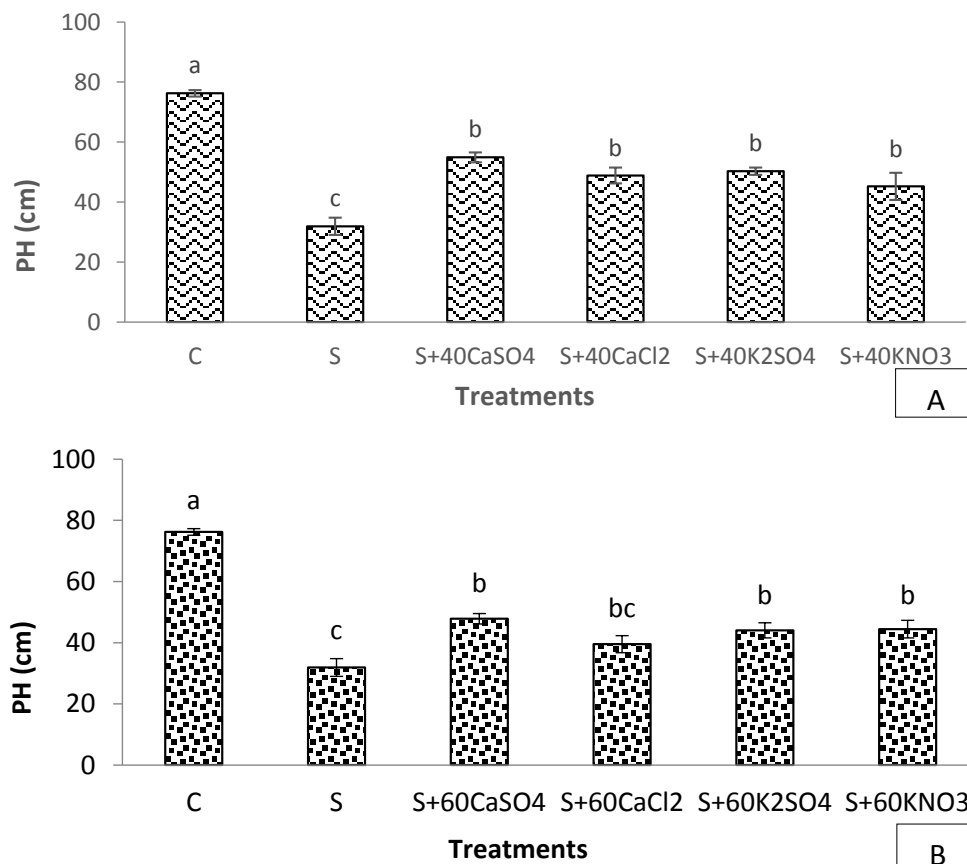 100
a
80
b
b
b
b
60
c
40
20
0
PH (cm)
C S S+40CaSO4 S+40CaCl2 S+40K2SO4 S+40KNO3
Treatments
A
100
a
80
b
bc
b
b
60
c
40
20
0
PH (cm)
C S S+60CaSO4 S+60CaCl2 S+60K2SO4 S+60KNO3
Treatments
B